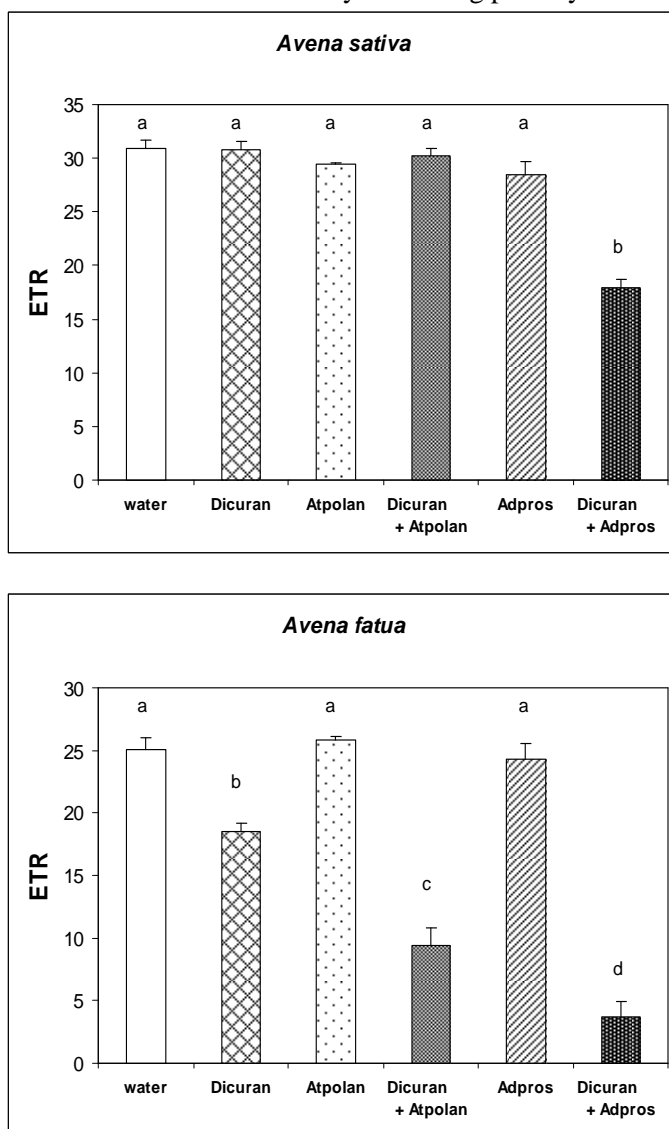 Avena sativa
ETR
35
30
25
20
15
10
5
0
a
a
a
a
a
b
water
Dicuran
Atpolan
Dicuran
+ Atpolan
Adpros
Dicuran
+ Adpros
Avena fatua
ETR
30
25
20
15
10
5
0
a
b
a
c
a
d
water
Dicuran
Atpolan
Dicuran
+ Atpolan
Adpros
Dicuran
+ Adpros